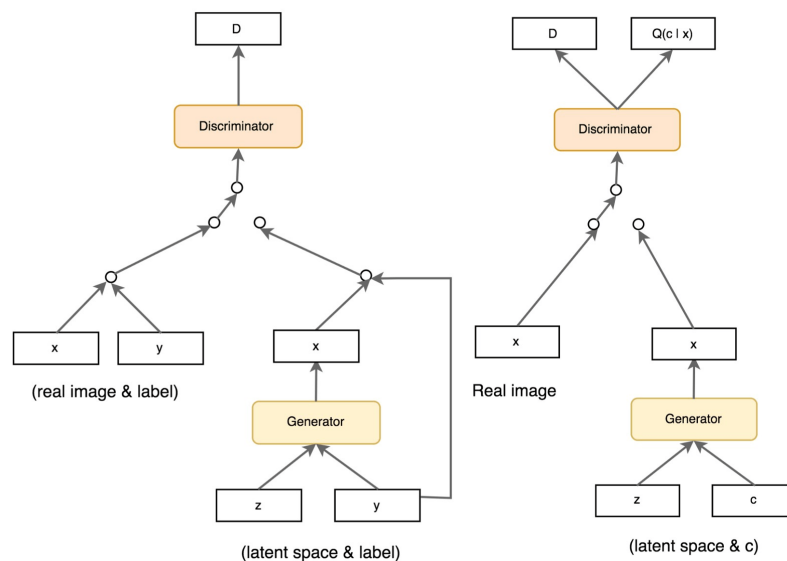 D
Discriminator
x
y
(real image & label)
x
Generator
z
y
(latent space & label)
D
Q(c | x)
Discriminator
x
Real image
x
Generator
z
c
(latent space & c)